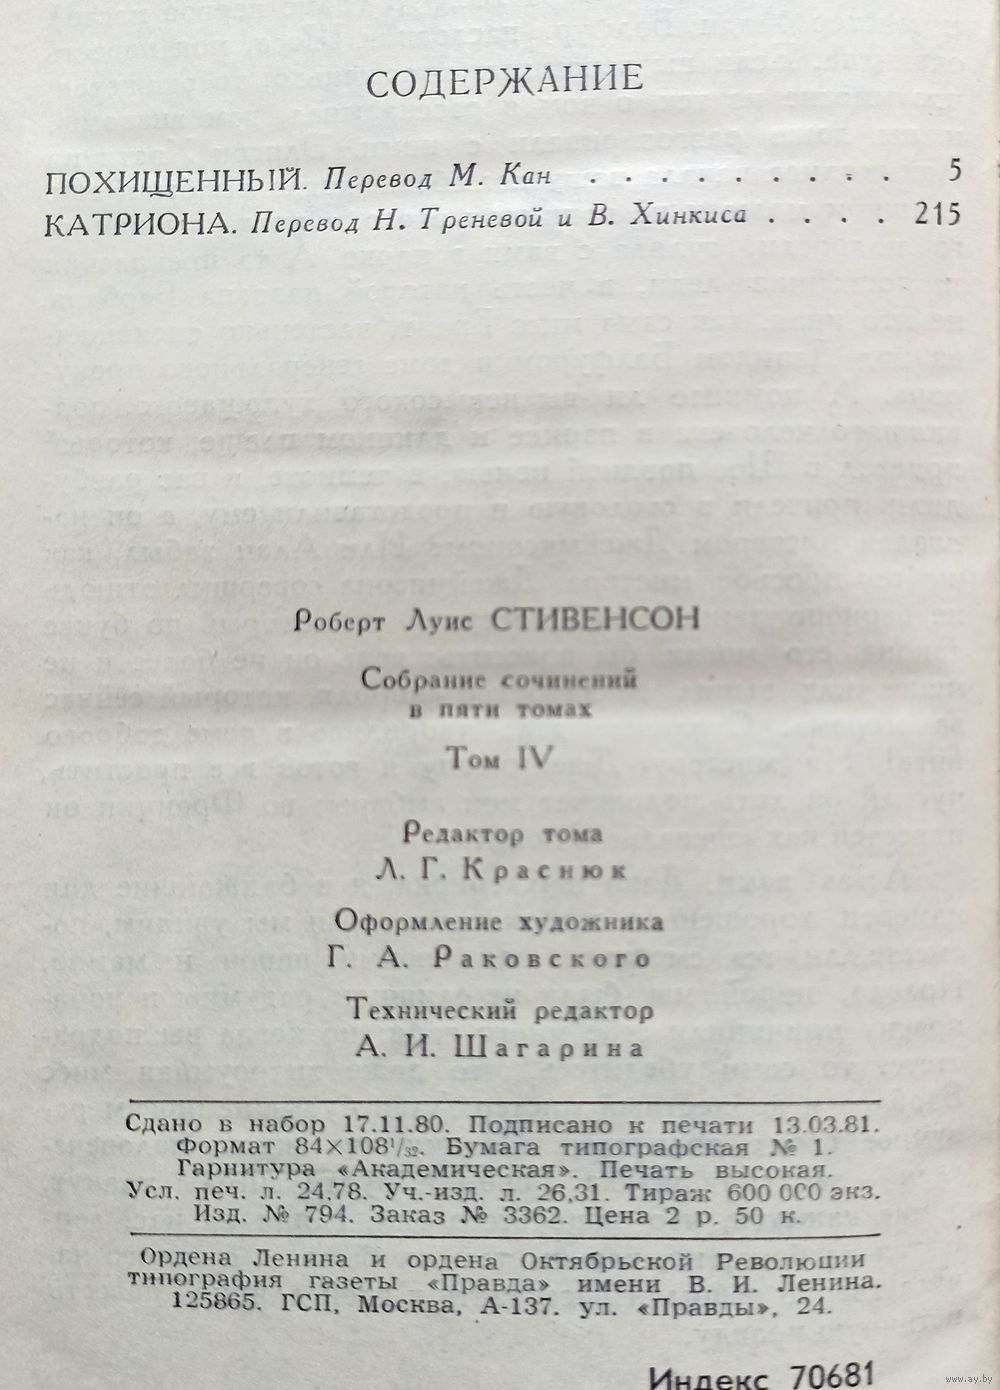 СОДЕРЖАНИЕ
ПОХИЩЕННЫЙ. Перевод М. Кан . . . . . . . . . 5
КАТРИОНА. Перевод Н. Треневой и В. Хинкиса . . . . 215
Роберт Луис СТИВЕНСОН
Собрание сочинений
в пяти томах
Том IV
Редактор тома
Л. Г. Краснюк
Оформление художника
Г. А. Раковского
Технический редактор
А. И. Шагарина
Сдано в набор 17.11.80. Подписано к печати 13.03.81.
Формат 84×108¹/₃₂. Бумага типографская № 1.
Гарнитура «Академическая». Печать высокая.
Усл. печ. л. 24,78. Уч.-изд. л. 26,31. Тираж 600 000 экз.
Изд. № 794. Заказ № 3362. Цена 2 р. 50 к.
Ордена Ленина и ордена Октябрьской Революции
типография газеты «Правда» имени В. И. Ленина.
125865. ГСП, Москва, А-137. ул. «Правды», 24.
Индекс 70681
www.ay.by